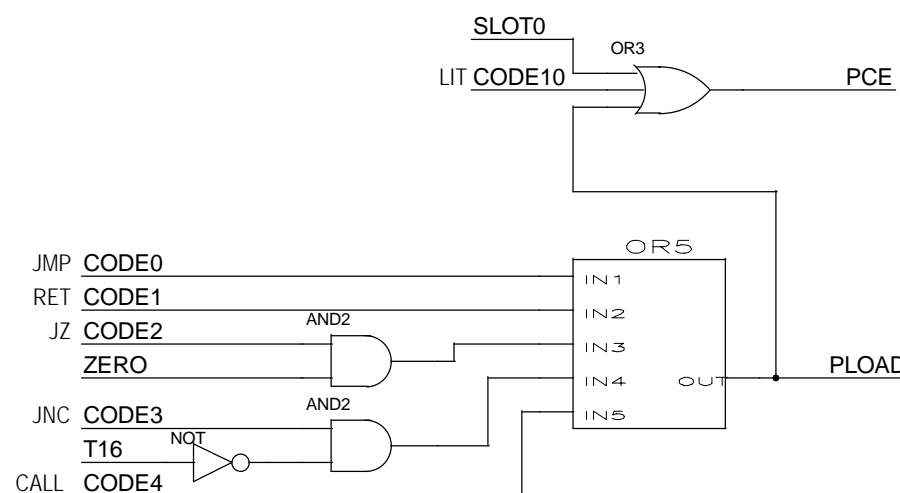 SLOT0
OR3
LIT CODE10
PCE
OR5
JMP CODE0
IN1
RET CODE1
IN2
AND2
JZ CODE2
IN3
ZERO
PLOAD
IN4 OUT
AND2
JNC CODE3
IN5
NOT
T16
CALL CODE4